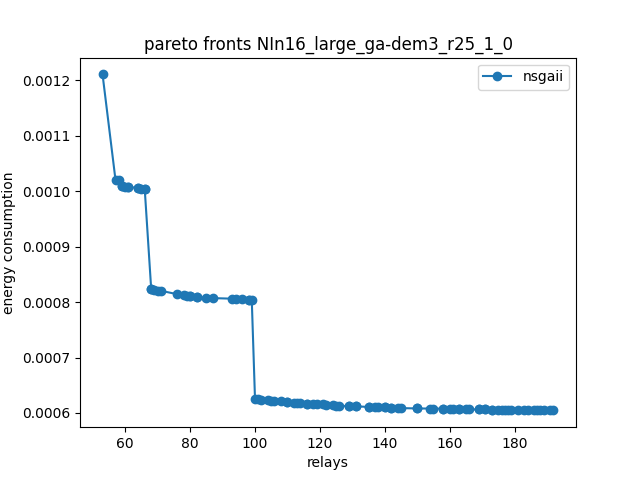 pareto fronts NIn16_large_ga-dem3_r25_1_0
nsgaii
0.0012
0.0011
0.0010
0.0009
0.0008
0.0007
0.0006
energy consumption
60 80 100 120 140 160 180
relays